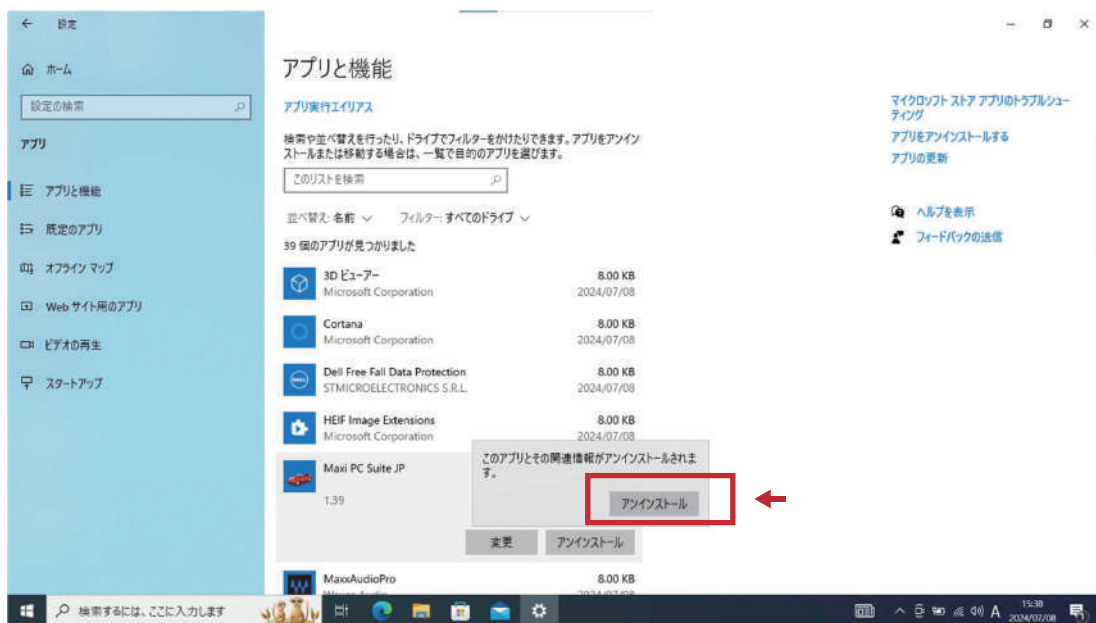 設定
ホーム
設定の検索
アプリ
アプリと機能
既定のアプリ
オフライン マップ
Web サイト用のアプリ
ビデオの再生
スタートアップ
アプリと機能
アプリ実行エイリアス
検索や並べ替えを行ったり、ドライブでフィルターをかけたりできます。アプリをアンイン
ストールまたは移動する場合は、一覧で目的のアプリを選びます。
このリストを検索
並べ替え: 名前 フィルター: すべてのドライブ
39 個のアプリが見つかりました
3D ビューアー 8.00 KB
Microsoft Corporation 2024/07/08
Cortana 8.00 KB
Microsoft Corporation 2024/07/08
Dell Free Fall Data Protection 8.00 KB
STMICROELECTRONICS S.R.L. 2024/07/08
HEIF Image Extensions 8.00 KB
Microsoft Corporation 2024/07/08
Maxi PC Suite JP
1.39
このアプリとその関連情報がアンインストールされま
す。
アンインストール
変更 アンインストール
MaxxAudioPro 8.00 KB
マイクロソフト ストア アプリのトラブルシュー
ティング
アプリをアンインストールする
アプリの更新
ヘルプを表示
フィードバックの送信
検索するには、ここに入力します
A 15:38
2024/07/08